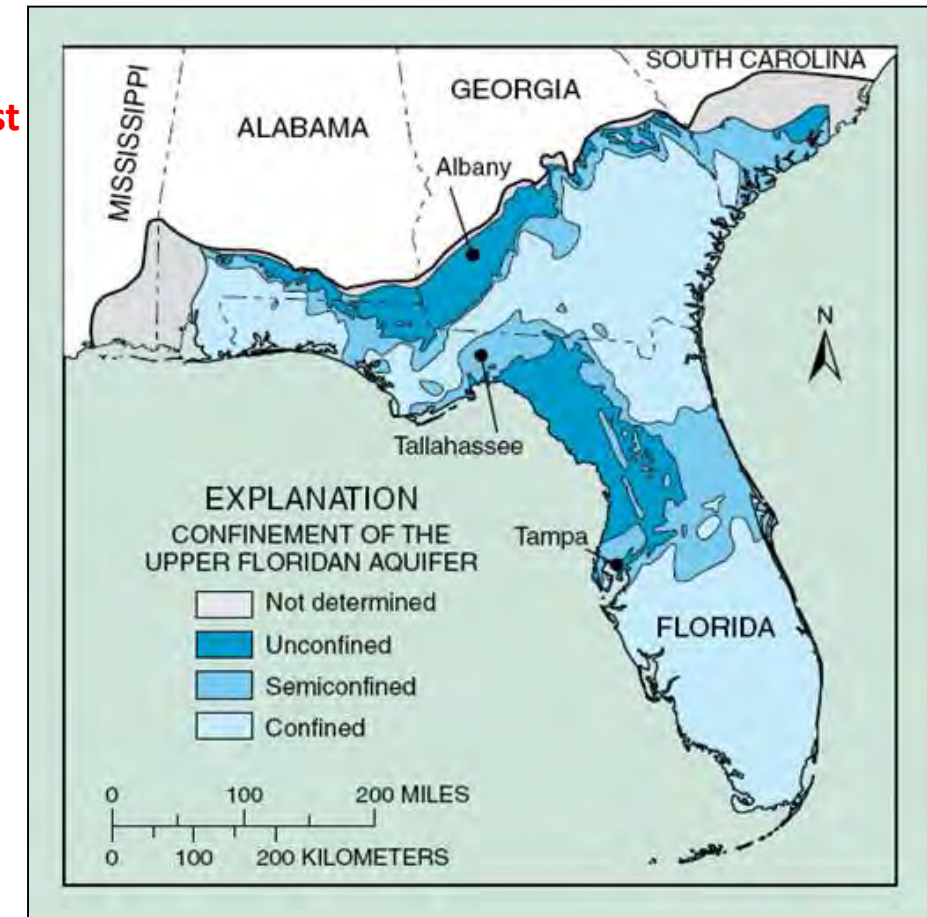 st
SOUTH CAROLINA
GEORGIA
MISSISSIPPI
ALABAMA
Albany
N
Tallahassee
EXPLANATION
CONFINEMENT OF THE
UPPER FLORIDAN AQUIFER
Tampa
Not determined
Unconfined
FLORIDA
Semiconfined
Confined
0 100 200 MILES
0 100 200 KILOMETERS